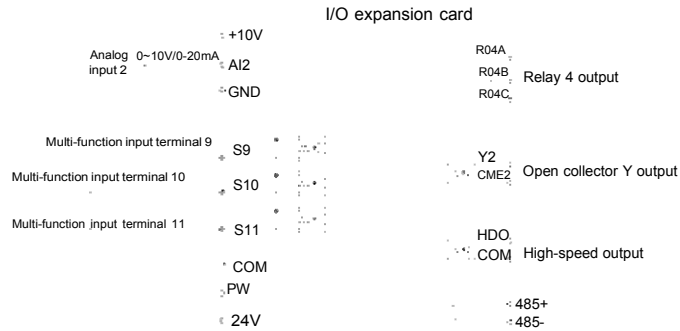 I/O expansion card
+10V
Analog
input 2
0~10V/0-20mA
AI2
GND
Multi-function input terminal 9
S9
Multi-function input terminal 10
S10
Multi-function input terminal 11
S11
COM
PW
24V
R04A
R04B
R04C
Relay 4 output
Y2
CME2
Open collector Y output
HDO
COM
High-speed output
485+
485-